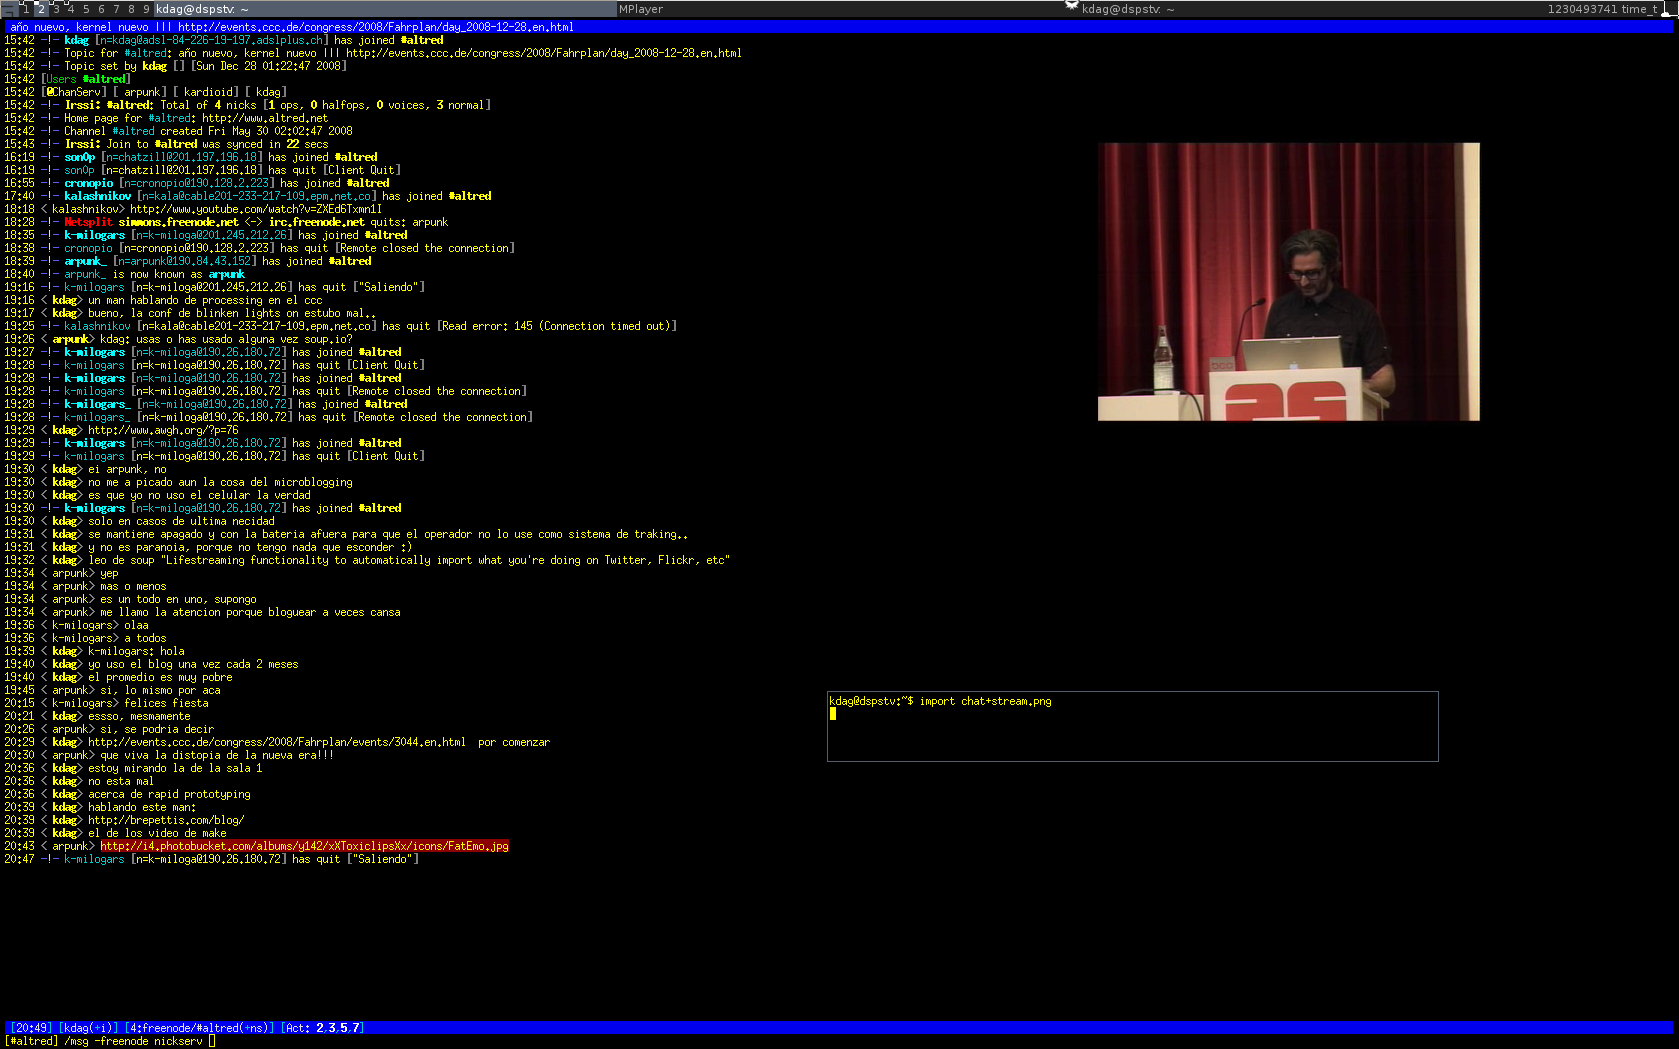 1 2 3 4 5 6 7 8 9 kdag@dspstv: ~ MPlayer kdag@dspstv: ~ 1230493741 time_t
año nuevo, kernel nuevo !!! http://events.ccc.de/congress/2008/Fahrplan/day_2008-12-28.en.html
15:42 -!- kdag [n=kdag@adsl-84-226-19-197.adslplus.ch] has joined #altred
15:42 -!- Topic for #altred: año nuevo, kernel nuevo !!! http://events.ccc.de/congress/2008/Fahrplan/day_2008-12-28.en.html
15:42 -!- Topic set by kdag [] [Sun Dec 28 01:22:47 2008]
15:42 [Users #altred]
15:42 [@ChanServ] [ arpunk] [ kardioid] [ kdag]
15:42 -!- Irssi: #altred: Total of 4 nicks [1 ops, 0 halfops, 0 voices, 3 normal]
15:42 -!- Home page for #altred: http://www.altred.net
15:42 -!- Channel #altred created Fri May 30 02:02:47 2008
15:43 -!- Irssi: Join to #altred was synced in 22 secs
16:19 -!- sonOp [n=chatzill@201.197.196.18] has joined #altred
16:19 -!- sonOp [n=chatzill@201.197.196.18] has quit [Client Quit]
16:55 -!- cronopio [n=cronopio@190.128.2.223] has joined #altred
17:40 -!- kalashnikov [n=kala@cable201-233-217-109.epm.net.co] has joined #altred
18:18 < kalashnikov> http://www.youtube.com/watch?v=ZXEd6Txmn1I
18:28 -!- Netsplit simmons.freenode.net <-> irc.freenode.net quits: arpunk
18:35 -!- k-milogars [n=k-miloga@201.245.212.26] has joined #altred
18:38 -!- cronopio [n=cronopio@190.128.2.223] has quit [Remote closed the connection]
18:39 -!- arpunk_ [n=arpunk@190.84.43.152] has joined #altred
18:40 -!- arpunk_ is now known as arpunk
19:16 -!- k-milogars [n=k-miloga@201.245.212.26] has quit ["Saliendo"]
19:16 < kdag> un man hablando de processing en el ccc
19:17 < kdag> bueno, la conf de blinken lights on estubo mal..
19:25 -!- kalashnikov [n=kala@cable201-233-217-109.epm.net.co] has quit [Read error: 145 (Connection timed out)]
19:26 < arpunk> kdag: usas o has usado alguna vez soup.io?
19:27 -!- k-milogars [n=k-miloga@190.26.180.72] has joined #altred
19:28 -!- k-milogars [n=k-miloga@190.26.180.72] has quit [Client Quit]
19:28 -!- k-milogars [n=k-miloga@190.26.180.72] has joined #altred
19:28 -!- k-milogars [n=k-miloga@190.26.180.72] has quit [Remote closed the connection]
19:28 -!- k-milogars_ [n=k-miloga@190.26.180.72] has joined #altred
19:28 -!- k-milogars_ [n=k-miloga@190.26.180.72] has quit [Remote closed the connection]
19:29 < kdag> http://www.awgh.org/?p=76
19:29 -!- k-milogars [n=k-miloga@190.26.180.72] has joined #altred
19:29 -!- k-milogars [n=k-miloga@190.26.180.72] has quit [Client Quit]
19:30 < kdag> ei arpunk, no
19:30 < kdag> no me a picado aun la cosa del microblogging
19:30 < kdag> es que yo no uso el celular la verdad
19:30 -!- k-milogars [n=k-miloga@190.26.180.72] has joined #altred
19:30 < kdag> solo en casos de ultima necidad
19:31 < kdag> se mantiene apagado y con la bateria afuera para que el operador no lo use como sistema de traking..
19:31 < kdag> y no es paranoia, porque no tengo nada que esconder :)
19:32 < kdag> leo de soup "Lifestreaming functionality to automatically import what you're doing on Twitter, Flickr, etc"
19:34 < arpunk> yep
19:34 < arpunk> mas o menos
19:34 < arpunk> es un todo en uno, supongo
19:34 < arpunk> me llamo la atencion porque bloguear a veces cansa
19:36 < k-milogars> olaa
19:36 < k-milogars> a todos
19:39 < kdag> k-milogars: hola
19:40 < kdag> yo uso el blog una vez cada 2 meses
19:40 < kdag> el promedio es muy pobre
19:45 < arpunk> si, lo mismo por aca
20:15 < k-milogars> felices fiesta
20:21 < kdag> essso, mesmamente
20:26 < arpunk> si, se podria decir
20:29 < kdag> http://events.ccc.de/congress/2008/Fahrplan/events/3044.en.html  por comenzar
20:30 < arpunk> que viva la distopia de la nueva era!!!
20:36 < kdag> estoy mirando la de la sala 1
20:36 < kdag> no esta mal
20:36 < kdag> acerca de rapid prototyping
20:39 < kdag> hablando este man:
20:39 < kdag> http://brepettis.com/blog/
20:39 < kdag> el de los video de make
20:43 < arpunk> http://i4.photobucket.com/albums/y142/xXToxiclipsXx/icons/FatEmo.jpg
20:47 -!- k-milogars [n=k-miloga@190.26.180.72] has quit ["Saliendo"]
[20:49] [kdag(+i)] [4:freenode/#altred(+ns)] [Act: 2,3,5,7]
[#altred] /msg -freenode nickserv
kdag@dspstv:~$ import chat+stream.png